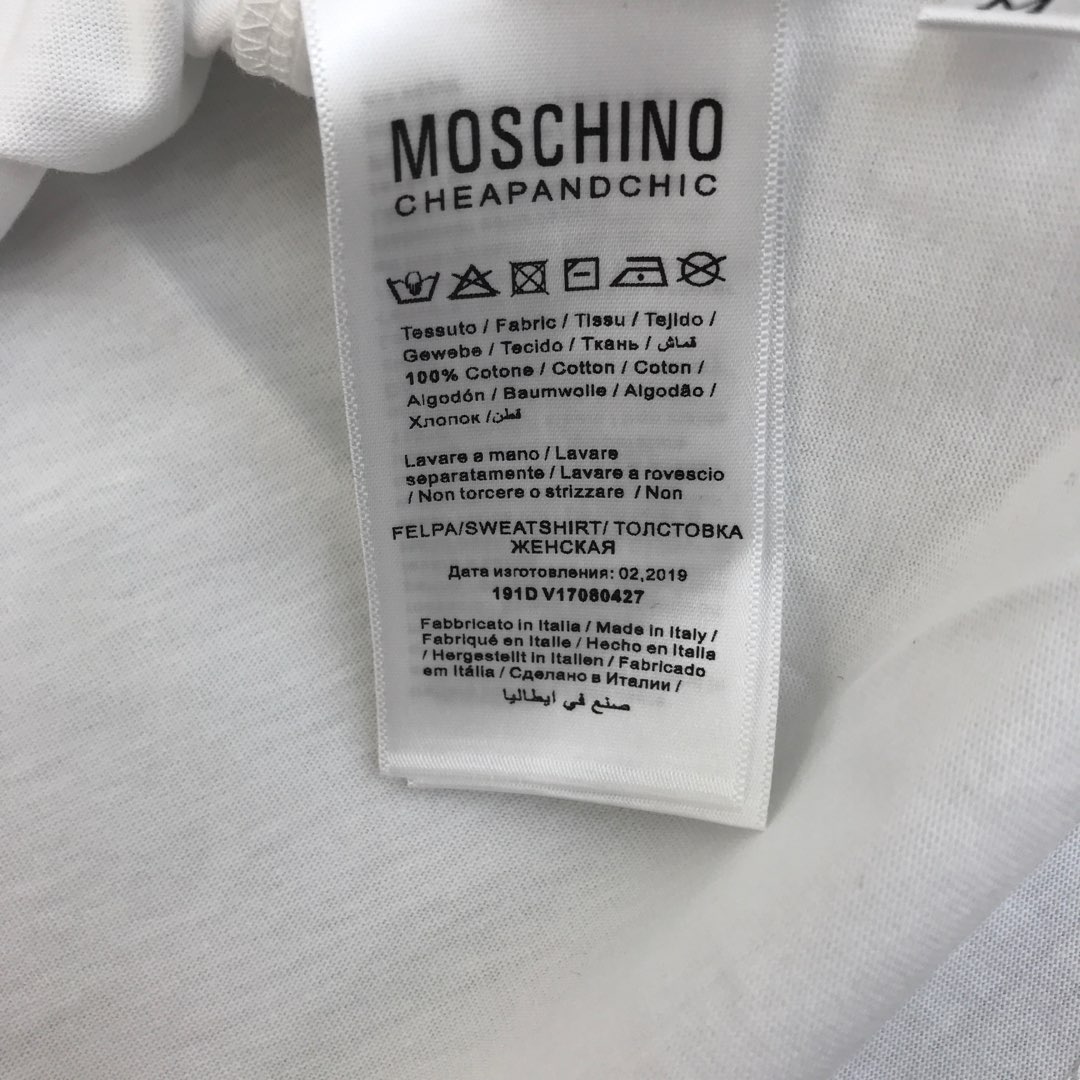 MOSCHINO
CHEAPANDCHIC
Tessuto / Fabric / Tissu / Tejido /
Gewebe / Tecido / Ткань / قماش
100% Cotone / Cotton / Coton /
Algodón / Baumwolle / Algodão /
Хлопок / قطن
Lavare a mano / Lavare
separatamente / Lavare a rovescio
/ Non torcere o strizzare / Non
FELPA/SWEATSHIRT/ ТОЛСТОВКА
ЖЕНСКАЯ
Дата изготовления: 02,2019
191D V17080427
Fabbricato in Italia / Made in Italy /
Fabriqué en Italie / Hecho en Italia
/ Hergestellt in Italien / Fabricado
em Itália / Сделано в Италии /
صنع في ايطاليا